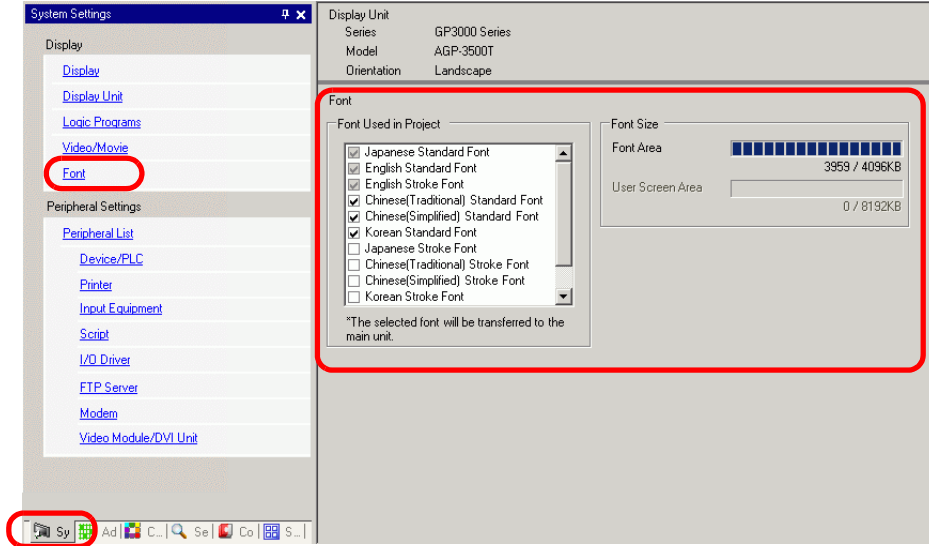 System Settings
Display
Display
Display Unit
Logic Programs
Video/Movie
Font
Peripheral Settings
Peripheral List
Device/PLC
Printer
Input Equipment
Script
I/O Driver
FTP Server
Modem
Video Module/DVI Unit
Sy Ad C... Se Co S...
Display Unit
Series GP3000 Series
Model AGP-3500T
Orientation Landscape
Font
Font Used in Project
Japanese Standard Font
English Standard Font
English Stroke Font
Chinese(Traditional) Standard Font
Chinese(Simplified) Standard Font
Korean Standard Font
Japanese Stroke Font
Chinese(Traditional) Stroke Font
Chinese(Simplified) Stroke Font
Korean Stroke Font
*The selected font will be transferred to the
main unit.
Font Size
Font Area
3959 / 4096KB
User Screen Area
0 / 8192KB